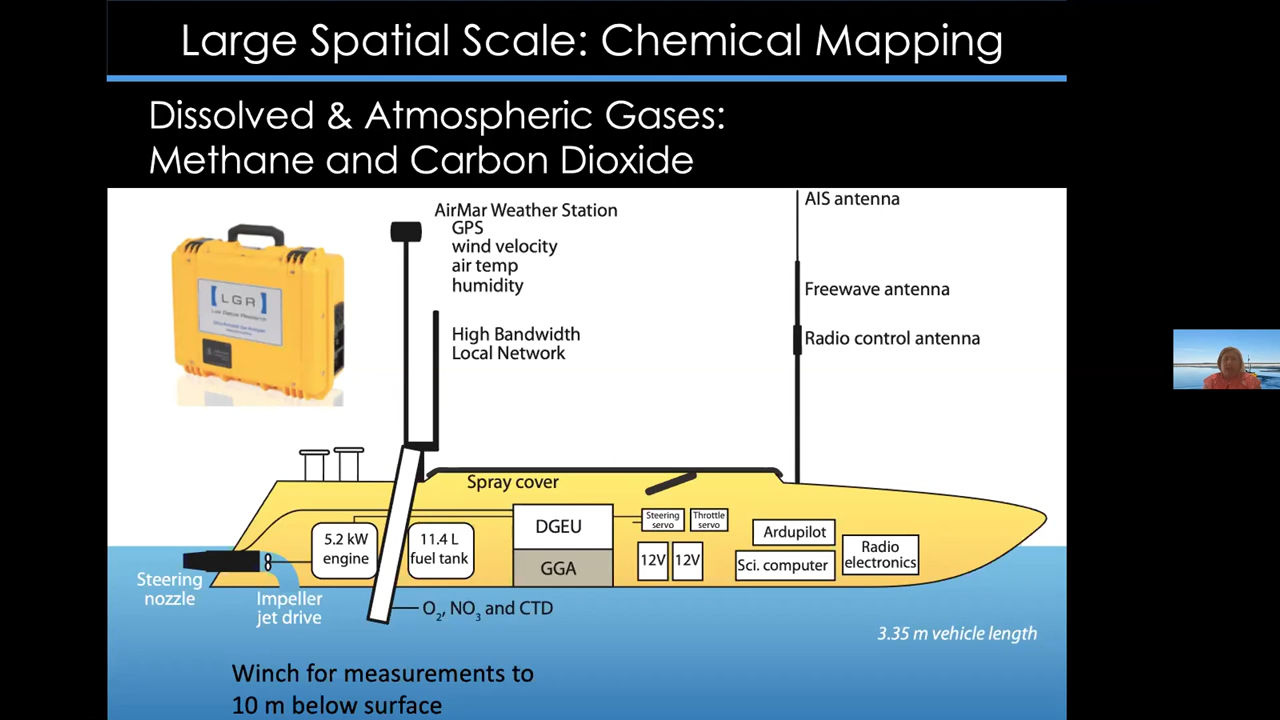 Large Spatial Scale: Chemical Mapping
Dissolved & Atmospheric Gases:
Methane and Carbon Dioxide
AirMar Weather Station
GPS
wind velocity
air temp
humidity
High Bandwidth
Local Network
AIS antenna
Freewave antenna
Radio control antenna
LGR
Spray cover
5.2 kW
engine
11.4 L
fuel tank
DGEU
GGA
Steering
servo
Throttle
servo
12V
12V
Ardupilot
Sci. computer
Radio
electronics
Steering
nozzle
Impeller
jet drive
O₂, NO₃ and CTD
3.35 m vehicle length
Winch for measurements to
10 m below surface